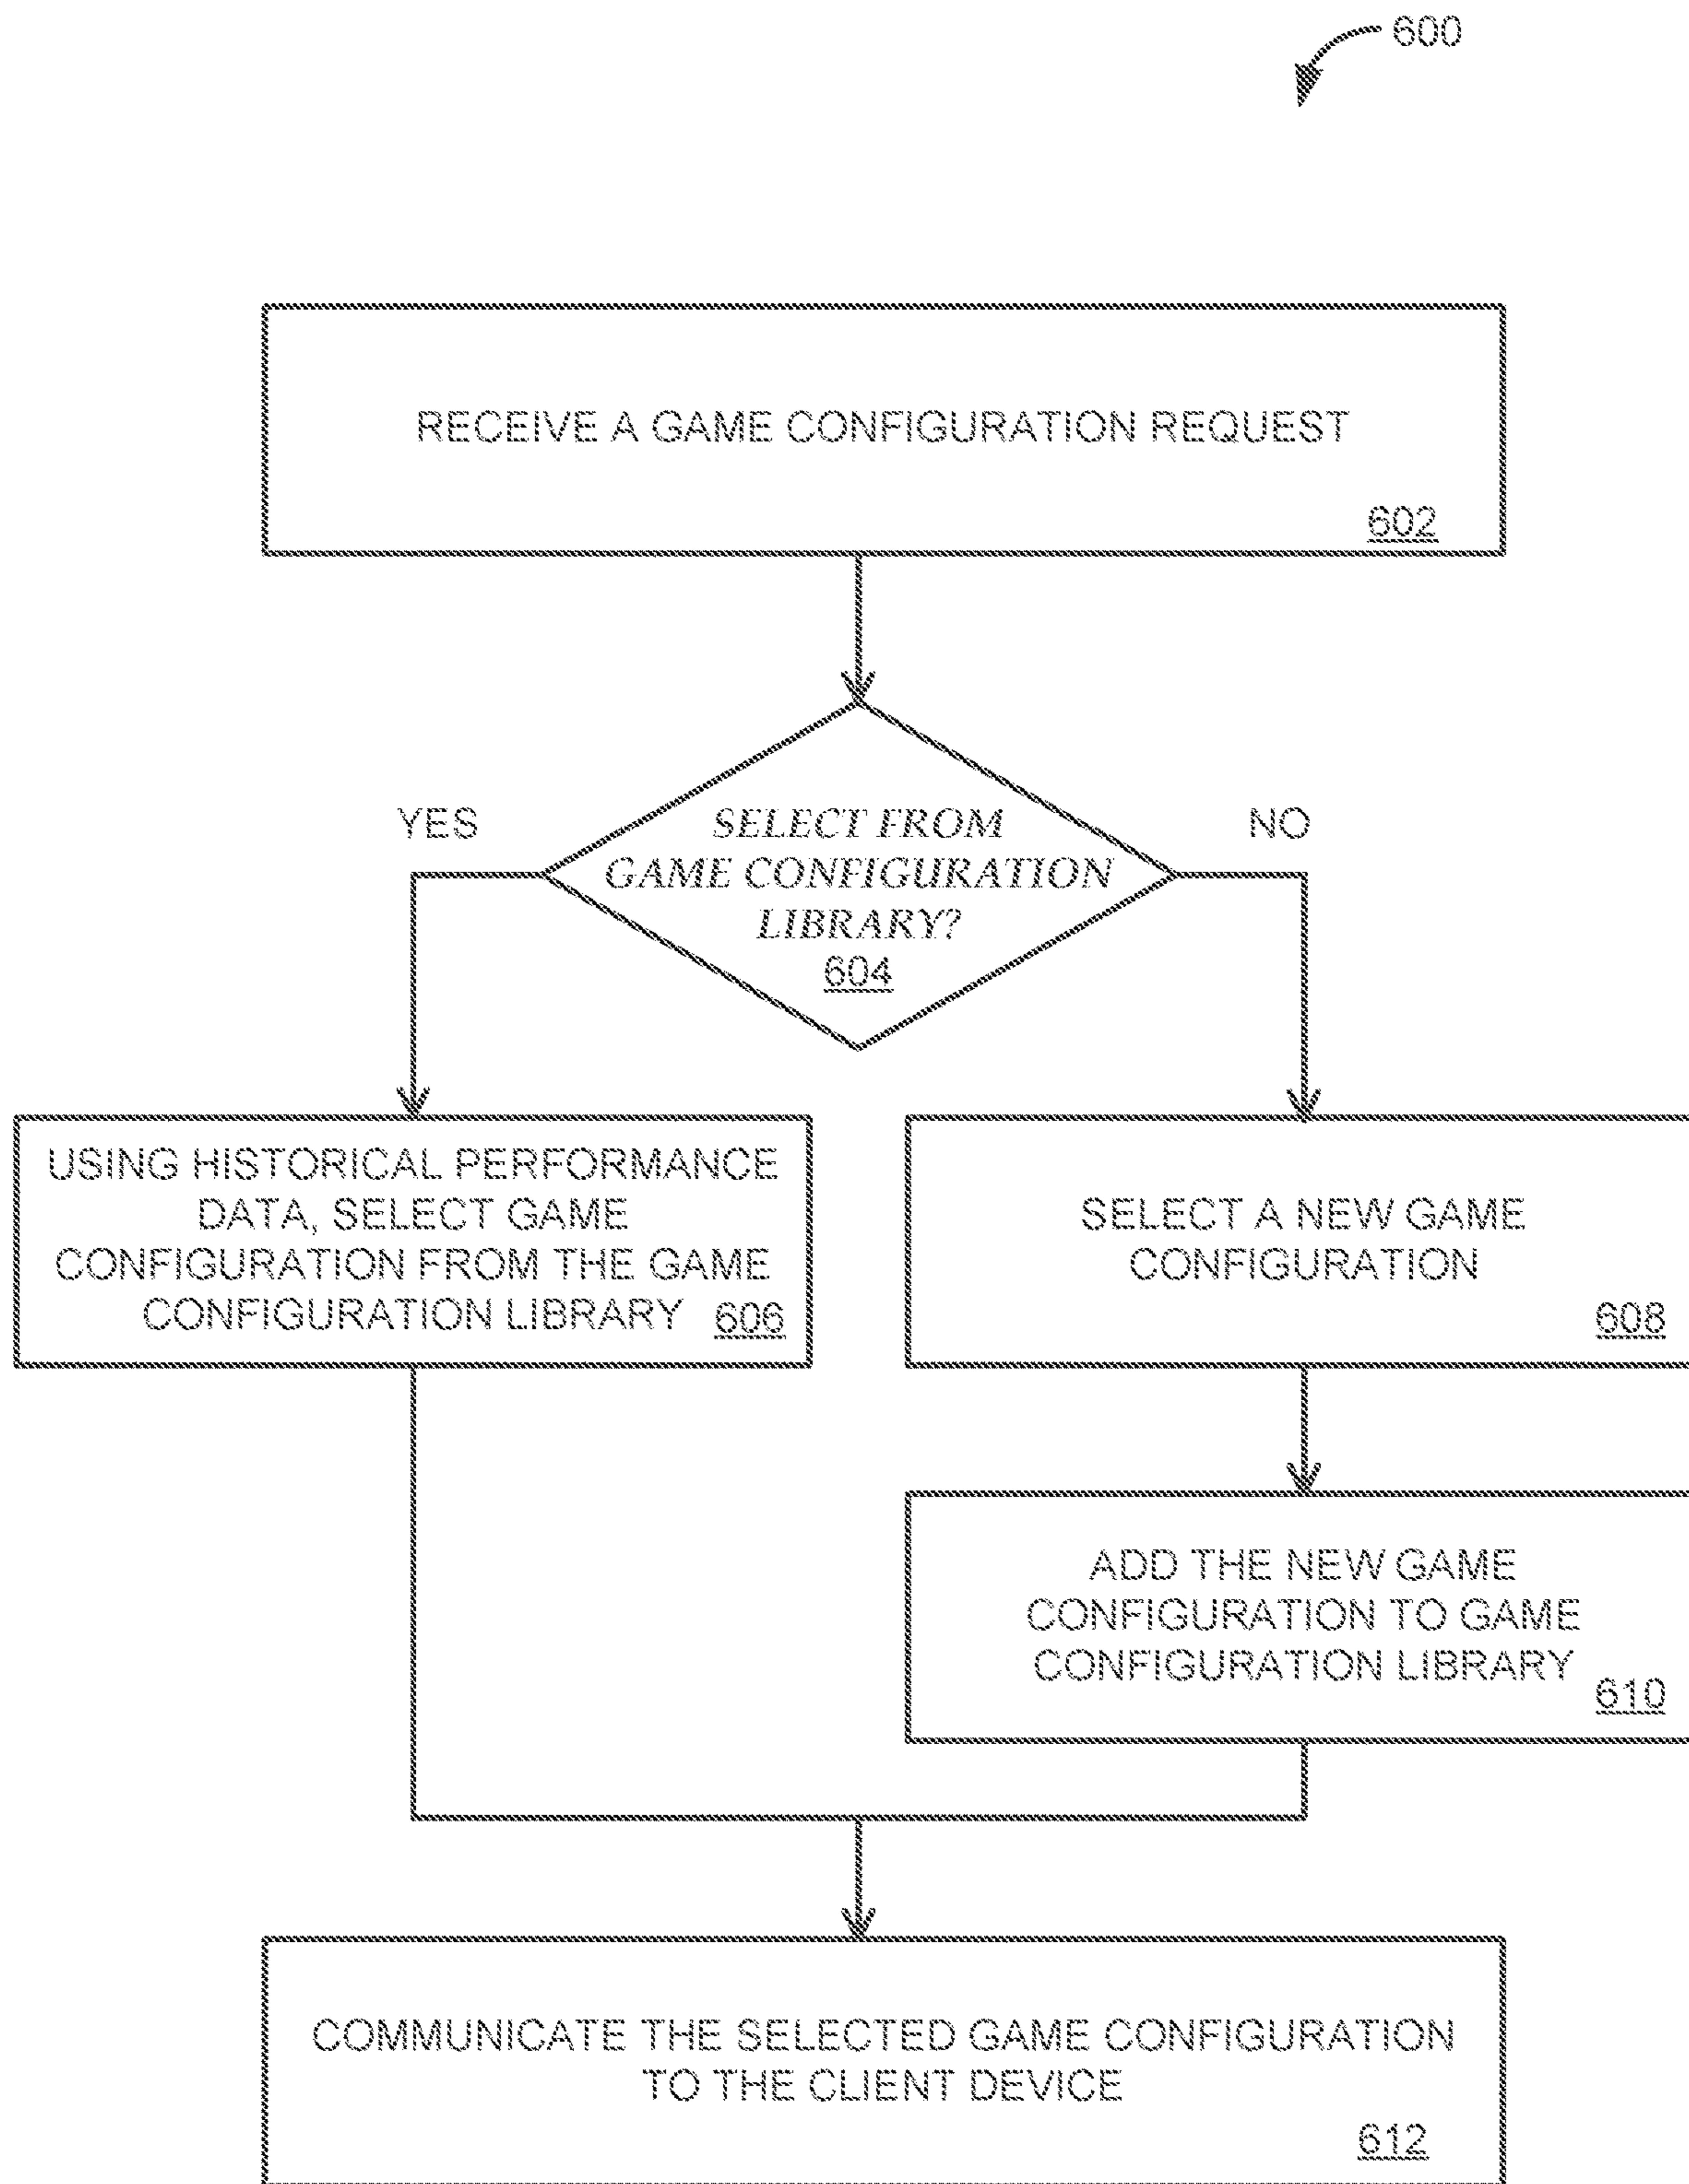 600
RECEIVE A GAME CONFIGURATION REQUEST
602
YES
NO
SELECT FROM
GAME CONFIGURATION
LIBRARY?
604
USING HISTORICAL PERFORMANCE
DATA, SELECT GAME
CONFIGURATION FROM THE GAME
CONFIGURATION LIBRARY 606
SELECT A NEW GAME
CONFIGURATION
608
ADD THE NEW GAME
CONFIGURATION TO GAME
CONFIGURATION LIBRARY
610
COMMUNICATE THE SELECTED GAME CONFIGURATION
TO THE CLIENT DEVICE
612